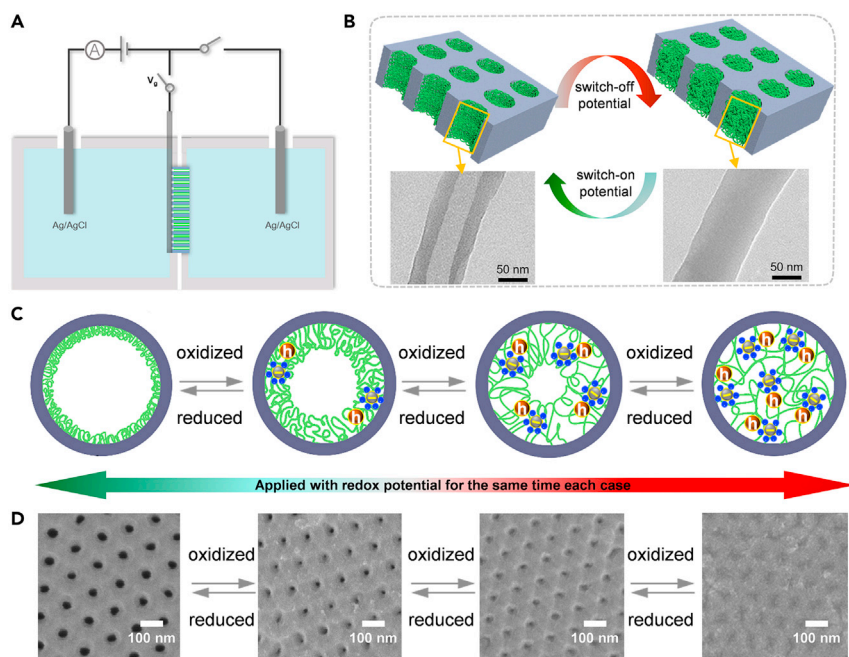 A
A
Vg
Ag/AgCl
Ag/AgCl
B
switch-off
potential
switch-on
potential
50 nm
50 nm
C
oxidized
reduced
oxidized
reduced
oxidized
reduced
h
h
h
h
h
h
h
h
h
h
h
h
Applied with redox potential for the same time each case
D
oxidized
reduced
oxidized
reduced
oxidized
reduced
100 nm
100 nm
100 nm
100 nm